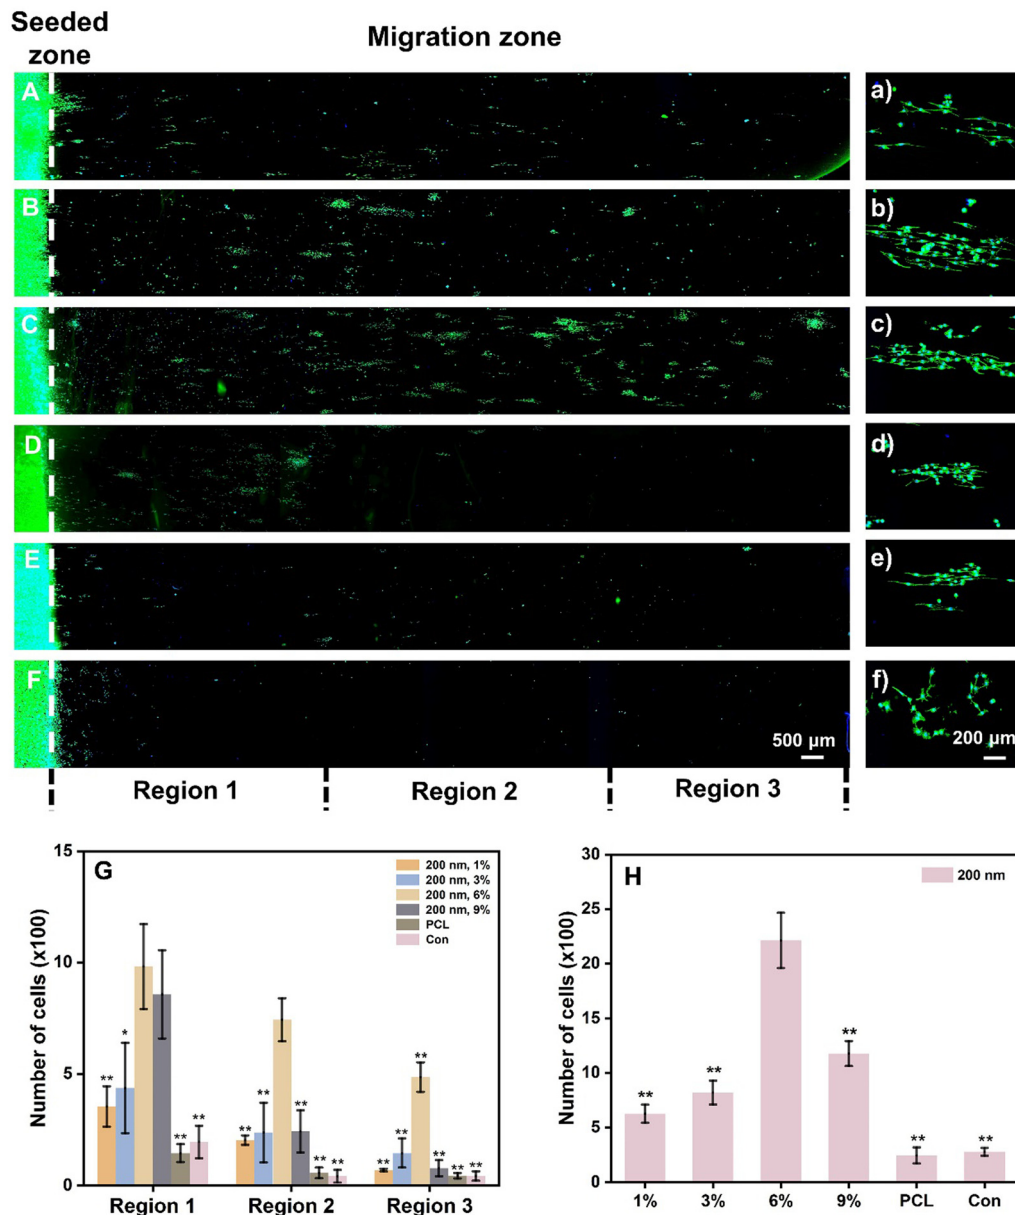 Seeded
zone
Migration zone
A
a)
B
b)
C
c)
D
d)
E
e)
F
f)
500 µm
200 µm
Region 1
Region 2
Region 3
G
15
10
5
0
Number of cells (x100)
200 nm, 1%
200 nm, 3%
200 nm, 6%
200 nm, 9%
PCL
Con
** * ** **
** ** ** ** **
** ** ** ** ** **
Region 1
Region 2
Region 3
H
30
25
20
15
10
5
0
Number of cells (x100)
200 nm
** ** ** ** **
1% 3% 6% 9% PCL Con